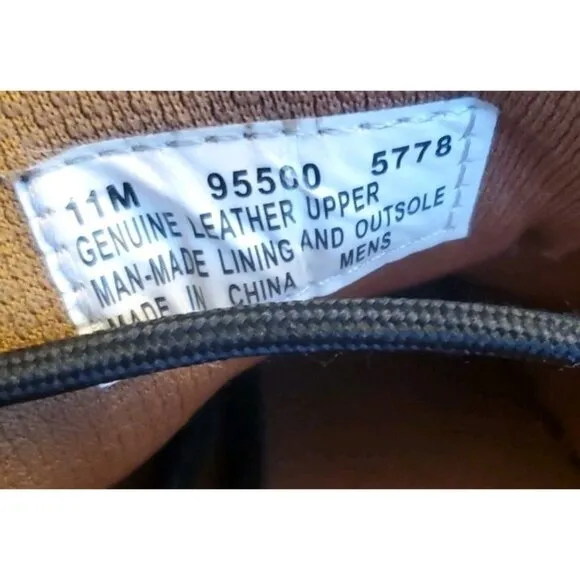 11M 95500 5778
GENUINE LEATHER UPPER
MAN-MADE LINING AND OUTSOLE
MADE IN CHINA MENS